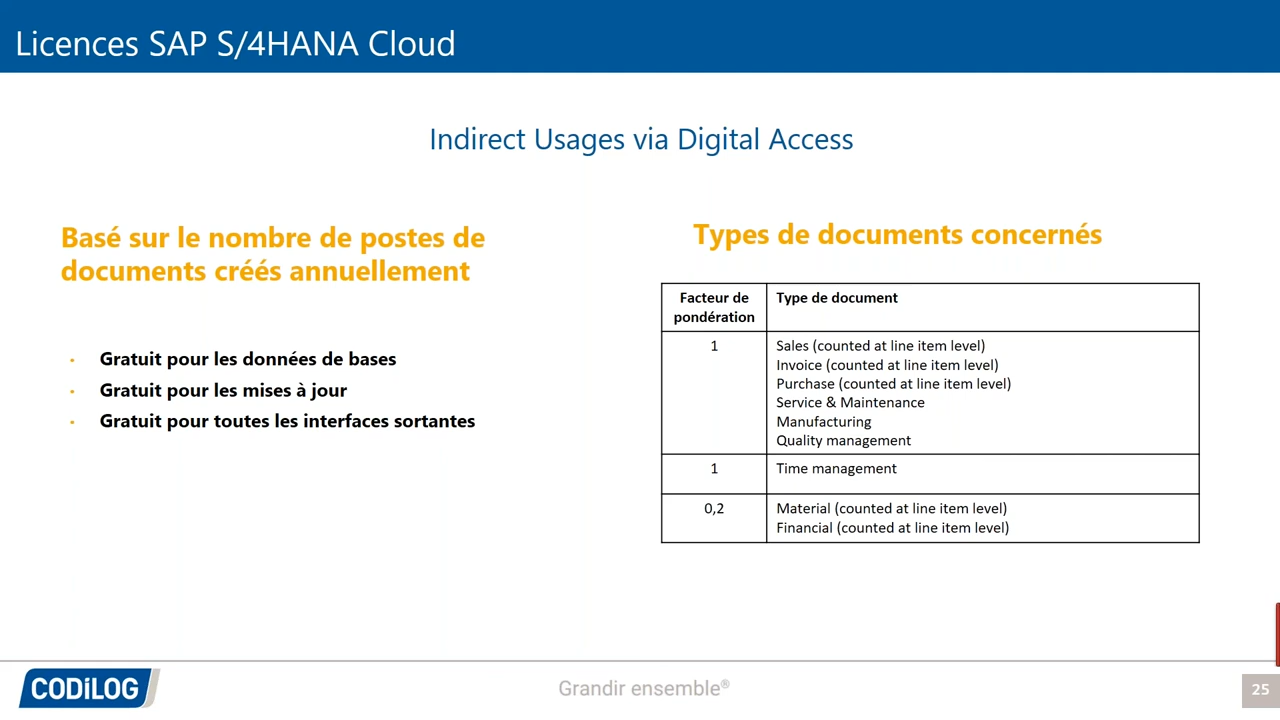 Licences SAP S/4HANA Cloud
Indirect Usages via Digital Access
Basé sur le nombre de postes de
documents créés annuellement
• Gratuit pour les données de bases
• Gratuit pour les mises à jour
• Gratuit pour toutes les interfaces sortantes
Types de documents concernés
Facteur de
pondération
Type de document
1
Sales (counted at line item level)
Invoice (counted at line item level)
Purchase (counted at line item level)
Service & Maintenance
Manufacturing
Quality management
1
Time management
0,2
Material (counted at line item level)
Financial (counted at line item level)
CODiLOG
Grandir ensemble®
25